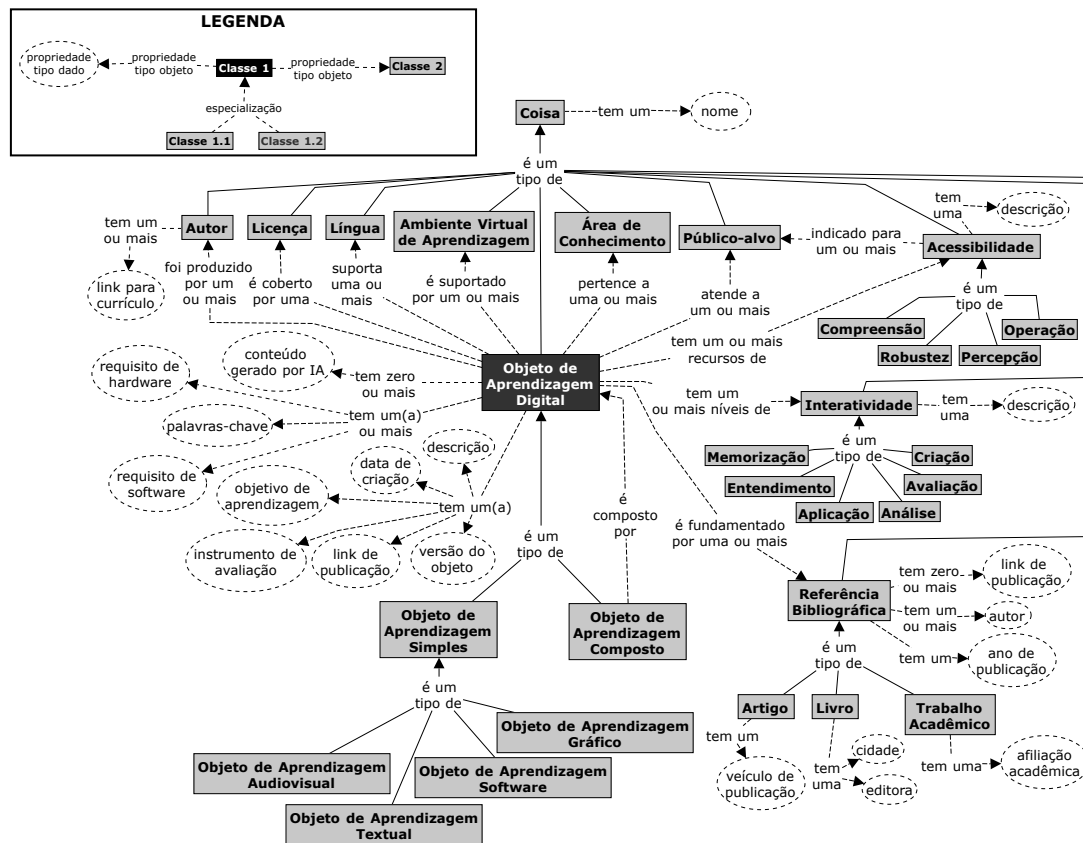 LEGENDA
propriedade
tipo dado
propriedade
tipo objeto
Classe 1
propriedade
tipo objeto
Classe 2
especialização
Classe 1.1
Classe 1.2
Coisa
tem um
nome
é um
tipo de
tem um
ou mais
Autor
Licença
Língua
Ambiente Virtual
de Aprendizagem
Área de
Conhecimento
Público-alvo
indicado para
um ou mais
Acessibilidade
tem
uma
descrição
link para
currículo
foi produzido
por um
ou mais
é coberto
por uma
suporta
uma ou
mais
é suportado
por um ou mais
pertence a
uma ou mais
atende a
um ou mais
tem um ou mais
recursos de
é um
tipo de
Compreensão
Operação
Robustez
Percepção
Objeto de
Aprendizagem
Digital
requisito de
hardware
conteúdo
gerado por IA
tem zero
ou mais
palavras-chave
tem um(a)
ou mais
requisito de
software
tem um
ou mais níveis de
Interatividade
tem
uma
descrição
é um
tipo de
Memorização
Criação
Entendimento
Avaliação
Aplicação
Análise
descrição
data de
criação
objetivo de
aprendizagem
tem um(a)
instrumento de
avaliação
link de
publicação
versão do
objeto
é um
tipo de
é
composto
por
é fundamentado
por uma ou mais
Referência
Bibliográfica
tem zero
ou mais
link de
publicação
tem um
ou mais
autor
tem um
ano de
publicação
é um
tipo de
Artigo
Livro
Trabalho
Acadêmico
tem um
veículo de
publicação
tem
uma
cidade
editora
tem uma
afiliação
acadêmica
Objeto de
Aprendizagem
Simples
Objeto de
Aprendizagem
Composto
é um
tipo de
Objeto de Aprendizagem
Gráfico
Objeto de Aprendizagem
Audiovisual
Objeto de Aprendizagem
Software
Objeto de Aprendizagem
Textual